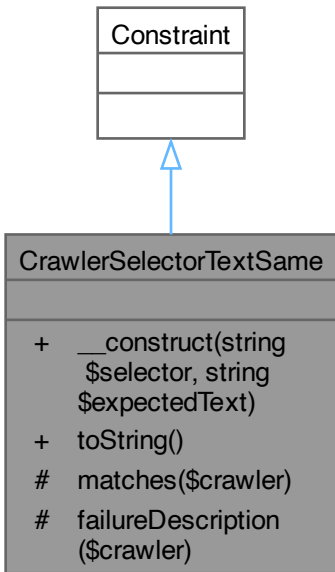 Constraint
CrawlerSelectorTextSame
+ __construct(string
$selector, string
$expectedText)
+ toString()
# matches($crawler)
# failureDescription
($crawler)